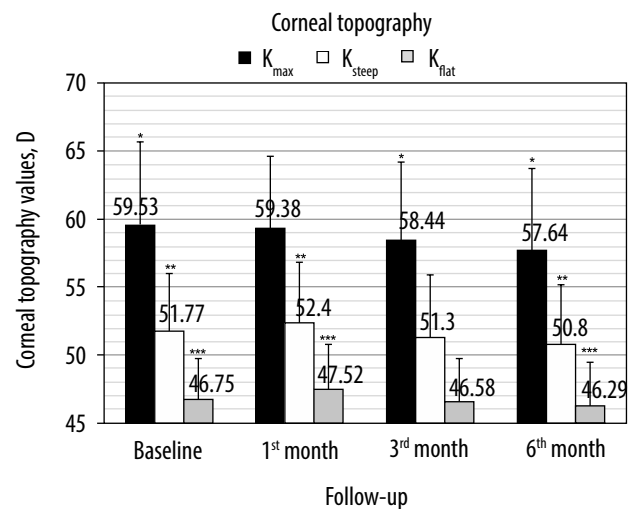 Corneal topography
Kmax Ksteep Kflat
Corneal topography values, D
70
65
60
55
50
45
* * *
59.53 59.38 58.44 57.64
** ** **
51.77 52.4 51.3 50.8
*** *** ***
46.75 47.52 46.58 46.29
Baseline 1st month 3rd month 6th month
Follow-up